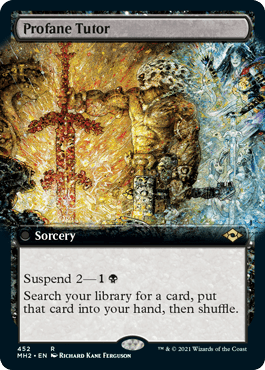 Profane Tutor
Sorcery
Suspend 2—1
Search your library for a card, put
that card into your hand, then shuffle.
452 R
MH2 • EN RICHARD KANE FERGUSON
™ & © 2021 Wizards of the Coast